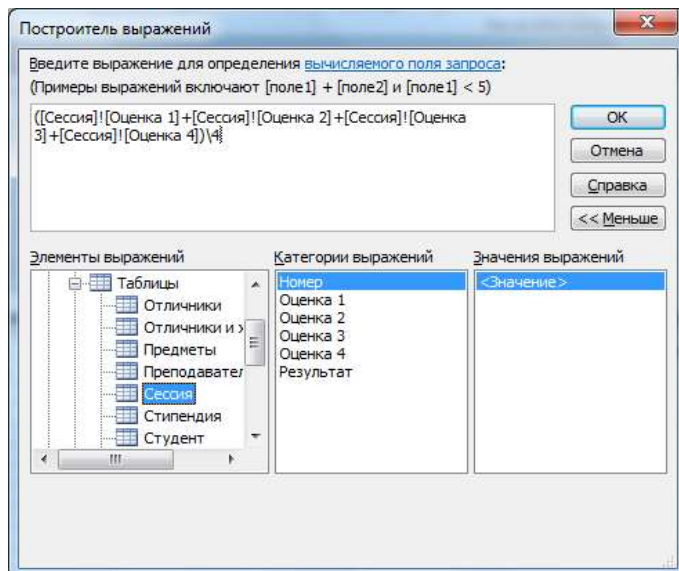 Построитель выражений
Введите выражение для определения вычисляемого поля запроса:
(Примеры выражений включают [поле1] + [поле2] и [поле1] < 5)
([Сессия]![Оценка 1]+[Сессия]![Оценка 2]+[Сессия]![Оценка
3]+[Сессия]![Оценка 4])\4
ОК
Отмена
Справка
<< Меньше
Элементы выражений
Таблицы
Отличники
Отличники и х
Предметы
Преподавател
Сессия
Стипендия
Студент
Категории выражений
Номер
Оценка 1
Оценка 2
Оценка 3
Оценка 4
Результат
Значения выражений
<Значение>